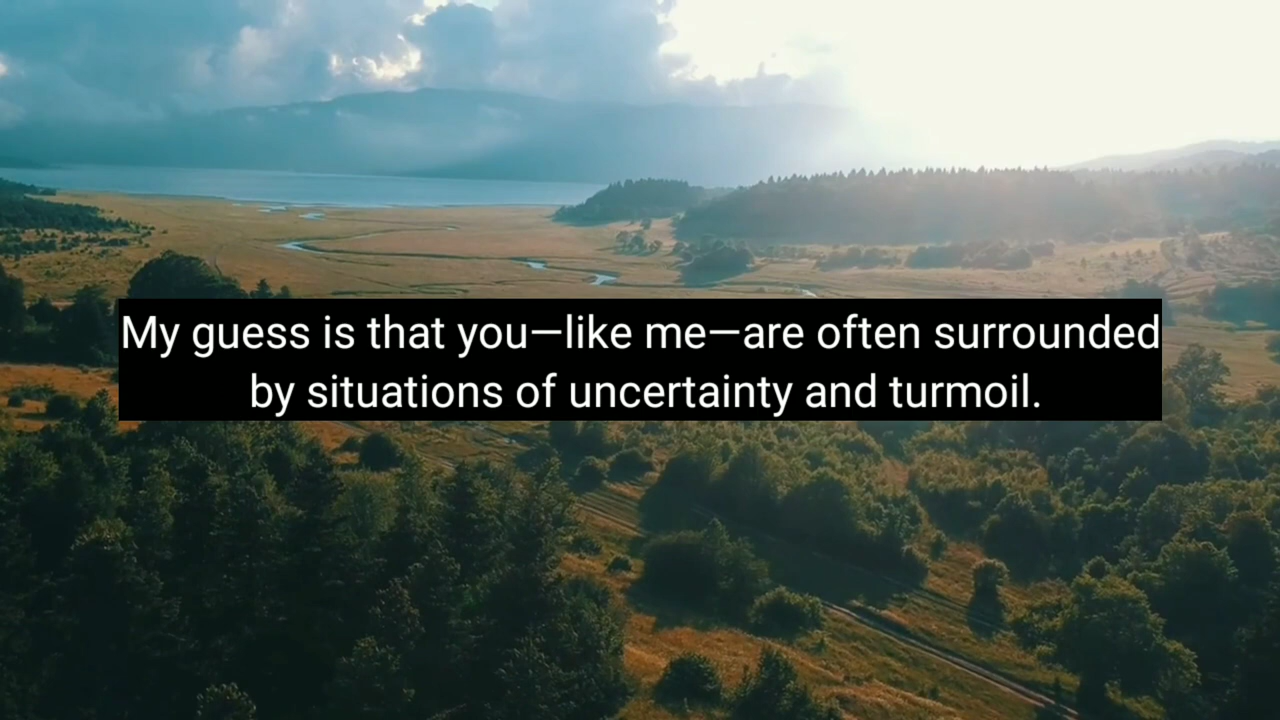 My guess is that you—like me—are often surrounded
by situations of uncertainty and turmoil.